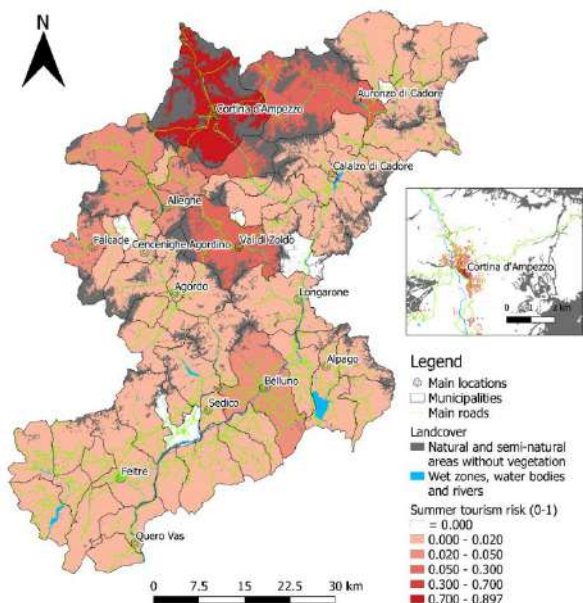 N
Auronzo di Cadore
Cortina d'Ampezzo
Calalzo di Cadore
Alleghe
Falcade
Cencenighe Agordino
Val di Zoldo
Agordo
Longarone
Alpago
Belluno
Sedico
Feltre
Quero Vas
0 7.5 15 22.5 30 km
Cortina d'Ampezzo
0 1 2 km
Legend
Main locations
Municipalities
Main roads
Landcover
Natural and semi-natural
areas without vegetation
Wet zones, water bodies
and rivers
Summer tourism risk (0-1)
= 0.000
0.000 - 0.020
0.020 - 0.050
0.050 - 0.300
0.300 - 0.700
0.700 - 0.897